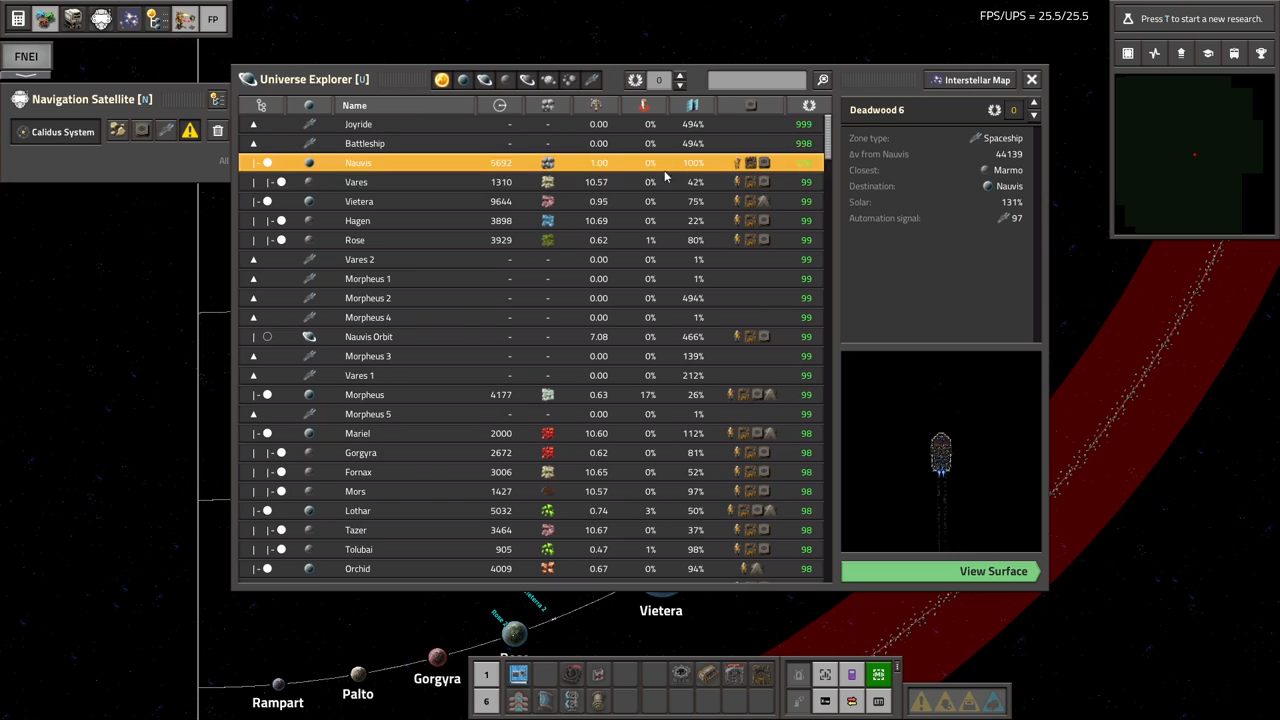 FPS/UPS = 25.5/25.5
Press T to start a new research.
FP
FNEI
Navigation Satellite [N]
Calidus System
All
Universe Explorer [U]
0
Interstellar Map
Name
Joyride - - 0.00 0% 494% 999
Battleship - - 0.00 0% 494% 998
Nauvis 5692 1.00 0% 100%
Vares 1310 10.57 0% 42% 99
Vietera 9644 0.95 0% 75% 99
Hagen 3898 10.69 0% 22% 99
Rose 3929 0.62 1% 80% 99
Vares 2 - - 0.00 0% 1% 99
Morpheus 1 - - 0.00 0% 1% 99
Morpheus 2 - - 0.00 0% 494% 99
Morpheus 4 - - 0.00 0% 1% 99
Nauvis Orbit - - 7.08 0% 466% 99
Morpheus 3 - - 0.00 0% 139% 99
Vares 1 - - 0.00 0% 212% 99
Morpheus 4177 0.63 17% 26% 99
Morpheus 5 - - 0.00 0% 1% 99
Mariel 2000 10.60 0% 112% 98
Gorgyra 2672 0.62 0% 81% 98
Fornax 3006 10.65 0% 52% 98
Mors 1427 10.57 0% 97% 98
Lothar 5032 0.74 3% 50% 98
Tazer 3464 10.67 0% 37% 98
Tolubai 905 0.47 1% 98% 98
Orchid 4009 0.67 0% 94% 98
Deadwood 6 0
Zone type: Spaceship
Δv from Nauvis 44139
Closest: Marmo
Destination: Nauvis
Solar: 131%
Automation signal: 97
View Surface
Vietera
Gorgyra
Palto
Rampart
1
6